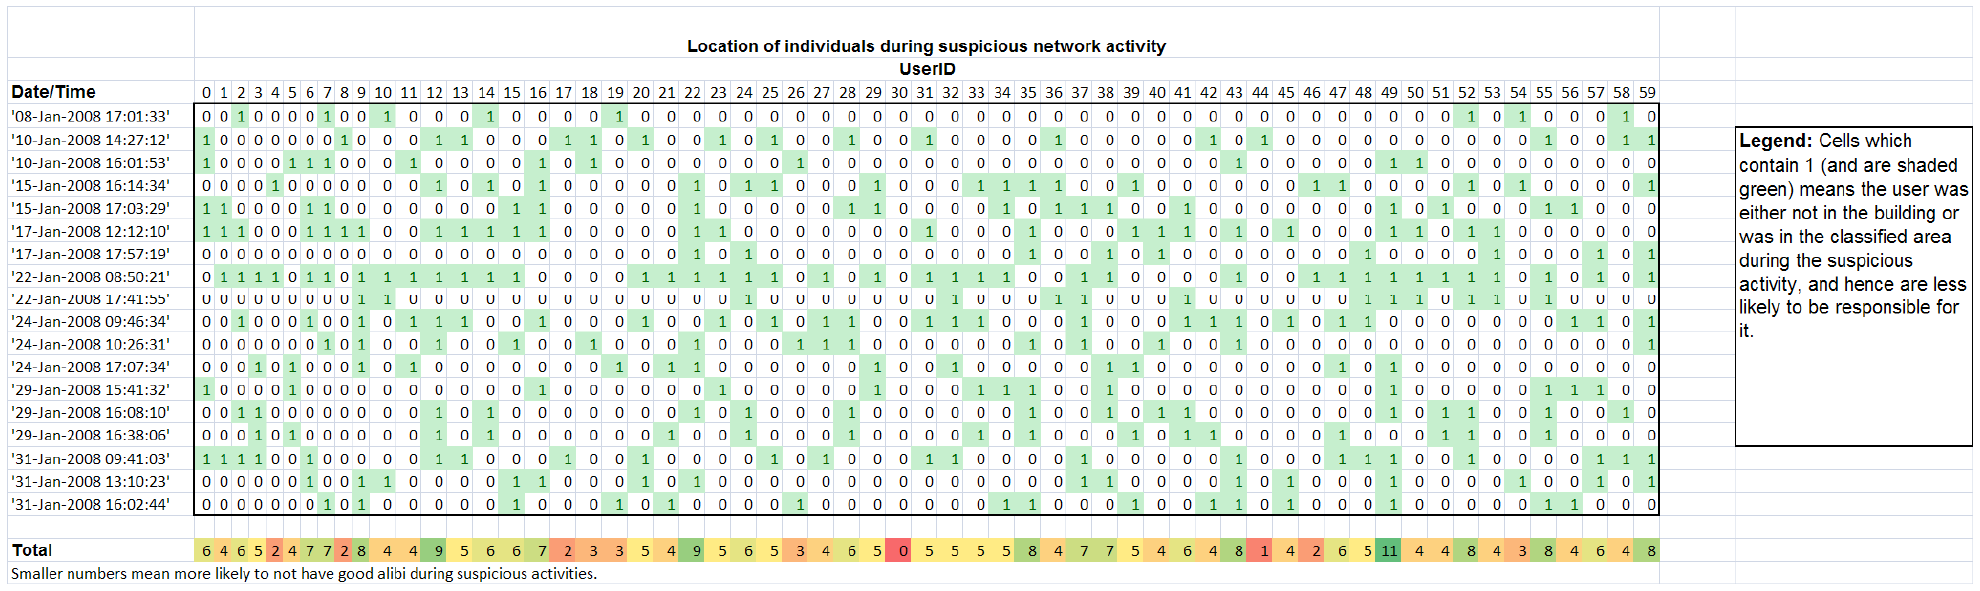 Location of individuals during suspicious network activity
UserID
Date/Time 0 1 2 3 4 5 6 7 8 9 10 11 12 13 14 15 16 17 18 19 20 21 22 23 24 25 26 27 28 29 30 31 32 33 34 35 36 37 38 39 40 41 42 43 44 45 46 47 48 49 50 51 52 53 54 55 56 57 58 59
'08-Jan-2008 17:01:33' 0 0 1 0 0 0 0 1 0 0 1 0 0 0 1 0 0 0 0 1 0 0 0 0 0 0 0 0 0 0 0 0 0 0 0 0 0 0 0 0 0 0 0 0 0 0 0 0 0 0 0 0 1 0 1 0 0 0 1 0
'10-Jan-2008 14:27:12' 1 0 0 0 0 0 0 0 1 0 0 0 1 1 0 0 0 1 1 0 1 0 0 1 0 1 0 0 1 0 0 1 0 0 0 0 1 0 0 0 0 0 1 0 1 0 0 0 0 0 0 0 0 0 0 1 0 0 1 1
'10-Jan-2008 16:01:53' 1 0 0 0 0 1 1 1 0 0 0 1 0 0 0 0 1 0 1 0 0 0 0 0 0 0 1 0 0 0 0 0 0 0 0 0 0 0 0 0 0 0 0 1 0 0 0 0 0 1 1 0 0 0 0 0 0 0 0 0
'15-Jan-2008 16:14:34' 0 0 0 0 1 0 0 0 0 0 0 0 1 0 1 0 1 0 0 0 0 0 1 0 1 1 0 0 0 1 0 0 0 1 1 1 1 0 0 1 0 0 0 0 0 0 1 1 0 0 0 0 1 0 1 0 0 0 0 1
'15-Jan-2008 17:03:29' 1 1 0 0 0 0 1 1 0 0 0 0 0 0 0 1 1 0 0 0 0 0 1 0 0 0 0 0 1 1 0 0 0 0 1 0 1 1 1 0 0 1 0 0 0 0 0 0 0 1 0 1 0 0 0 1 1 0 0 0
'17-Jan-2008 12:12:10' 1 1 1 0 0 0 1 1 1 1 0 0 1 1 1 1 1 0 0 0 0 0 1 1 0 0 0 0 0 0 0 1 0 0 0 1 0 0 0 1 1 1 0 1 0 1 0 0 0 1 1 0 1 1 0 0 0 0 0 0
'17-Jan-2008 17:57:19' 0 0 0 0 0 0 0 0 0 0 0 0 0 0 0 0 0 0 0 0 0 0 1 0 1 0 0 0 0 0 0 0 0 0 0 1 0 0 1 0 1 0 0 0 0 0 0 0 1 0 0 0 0 1 0 0 0 1 0 1
'22-Jan-2008 08:50:21' 0 1 1 1 1 0 1 1 0 1 1 1 1 1 1 1 0 0 0 0 1 1 1 1 1 1 0 1 0 1 0 1 1 1 1 0 0 1 1 0 0 0 0 1 0 0 1 1 1 1 1 1 1 1 0 1 0 1 0 1
'22-Jan-2008 17:41:55' 0 0 0 0 0 0 0 0 0 1 1 0 0 0 0 0 0 0 0 0 0 0 0 0 1 0 0 0 0 0 0 0 1 0 0 0 1 1 0 0 0 1 0 0 0 0 0 0 1 1 1 0 1 1 0 1 0 0 0 0
'24-Jan-2008 09:46:34' 0 0 1 0 0 0 1 0 0 1 0 1 1 1 0 0 1 0 0 0 1 0 0 1 0 1 0 1 1 0 0 1 1 1 0 0 0 1 0 0 0 1 1 1 0 1 0 1 1 0 0 0 0 0 0 0 1 1 0 1
'24-Jan-2008 10:26:31' 0 0 0 0 0 0 0 1 0 1 0 0 1 0 0 1 0 0 1 0 0 0 1 0 0 0 1 1 1 0 0 0 0 0 0 1 0 1 0 0 1 0 0 1 0 0 0 0 0 0 0 0 0 0 0 0 0 0 0 1
'24-Jan-2008 17:07:34' 0 0 0 1 0 1 0 0 0 1 0 1 0 0 0 0 0 0 0 1 0 1 1 0 0 0 0 0 0 1 0 0 1 0 0 0 0 0 1 1 0 0 0 0 0 0 0 1 0 1 0 0 0 0 0 0 0 0 0 0
'29-Jan-2008 15:41:32' 1 0 0 0 0 1 0 0 0 0 0 0 0 0 0 0 1 0 0 0 0 0 0 1 0 0 0 0 0 1 0 0 0 1 1 1 0 0 0 0 0 0 0 0 0 0 0 0 0 1 0 0 0 0 0 1 1 1 0 0
'29-Jan-2008 16:08:10' 0 0 1 1 0 0 0 0 0 0 0 0 1 0 1 0 0 0 0 0 0 0 1 0 1 0 0 0 1 0 0 0 0 0 0 1 0 0 1 0 1 1 0 0 0 0 0 0 0 1 0 1 1 0 0 1 0 0 1 0
'29-Jan-2008 16:38:06' 0 0 0 1 0 1 0 0 0 0 0 0 1 0 1 0 0 0 0 0 0 1 0 0 1 0 0 0 1 0 0 0 0 1 0 1 0 0 0 1 0 1 1 0 0 0 0 1 0 0 0 1 1 0 0 1 0 0 0 0
'31-Jan-2008 09:41:03' 1 1 1 1 0 0 1 0 0 0 0 0 1 1 0 0 0 1 0 0 1 0 0 0 0 1 0 1 0 0 0 1 1 0 0 0 0 1 0 0 0 0 0 1 0 0 0 1 1 1 0 0 1 0 0 0 0 1 1 1
'31-Jan-2008 13:10:23' 0 0 0 0 0 0 1 0 0 1 1 0 0 0 0 1 1 0 0 0 1 0 1 0 0 0 0 0 0 0 0 0 0 0 0 0 0 1 1 0 0 0 0 1 0 1 0 0 0 1 0 0 0 0 1 0 0 1 0 1
'31-Jan-2008 16:02:44' 0 0 0 0 0 0 0 1 0 1 0 0 0 0 0 1 0 0 0 1 0 1 0 0 0 0 1 0 0 0 0 0 0 0 1 1 0 0 0 1 0 0 1 1 0 1 0 0 0 1 0 0 0 0 0 1 1 0 0 0
Total 6 4 6 5 2 4 7 7 2 8 4 4 9 5 6 6 7 2 3 3 5 4 9 5 6 5 3 4 6 5 0 5 5 5 5 8 4 7 7 5 4 6 4 8 1 4 2 6 5 11 4 4 8 4 3 8 4 6 4 8
Smaller numbers mean more likely to not have good alibi during suspicious activities.
Legend: Cells which
contain 1 (and are shaded
green) means the user was
either not in the building or
was in the classified area
during the suspicious
activity, and hence are less
likely to be responsible for
it.